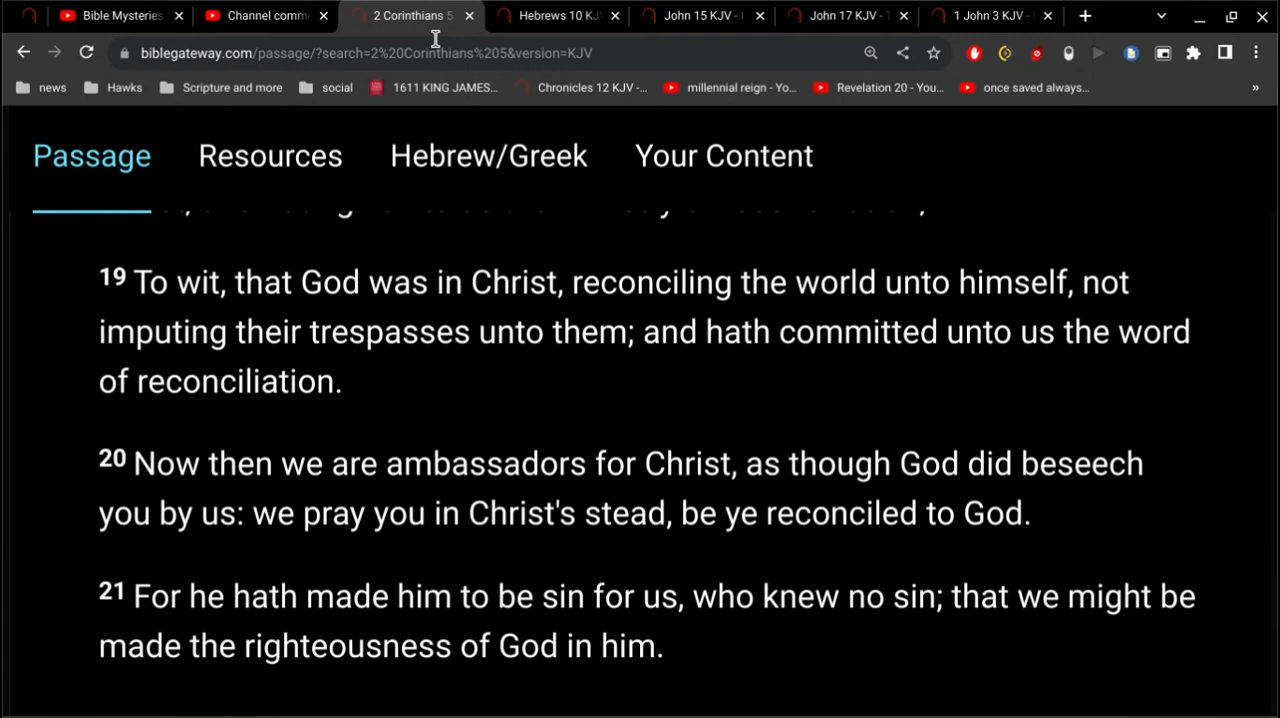 Bible Mysteries
Channel comm
2 Corinthians 5
Hebrews 10 KJ
John 15 KJV -
John 17 KJV -
1 John 3 KJV -
biblegateway.com/passage/?search=2%20Corinthians%205&version=KJV
news
Hawks
Scripture and more
social
1611 KING JAMES...
Chronicles 12 KJV -...
millennial reign - Yo...
Revelation 20 - You...
once saved always...
»
Passage
Resources
Hebrew/Greek
Your Content
19 To wit, that God was in Christ, reconciling the world unto himself, not
imputing their trespasses unto them; and hath committed unto us the word
of reconciliation.
20 Now then we are ambassadors for Christ, as though God did beseech
you by us: we pray you in Christ's stead, be ye reconciled to God.
21 For he hath made him to be sin for us, who knew no sin; that we might be
made the righteousness of God in him.